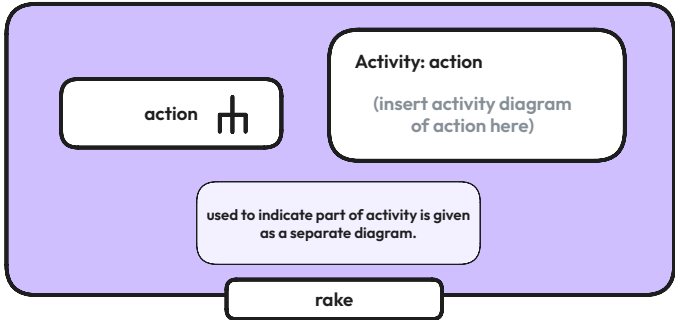 action
Activity: action
(insert activity diagram
of action here)
used to indicate part of activity is given
as a separate diagram.
rake